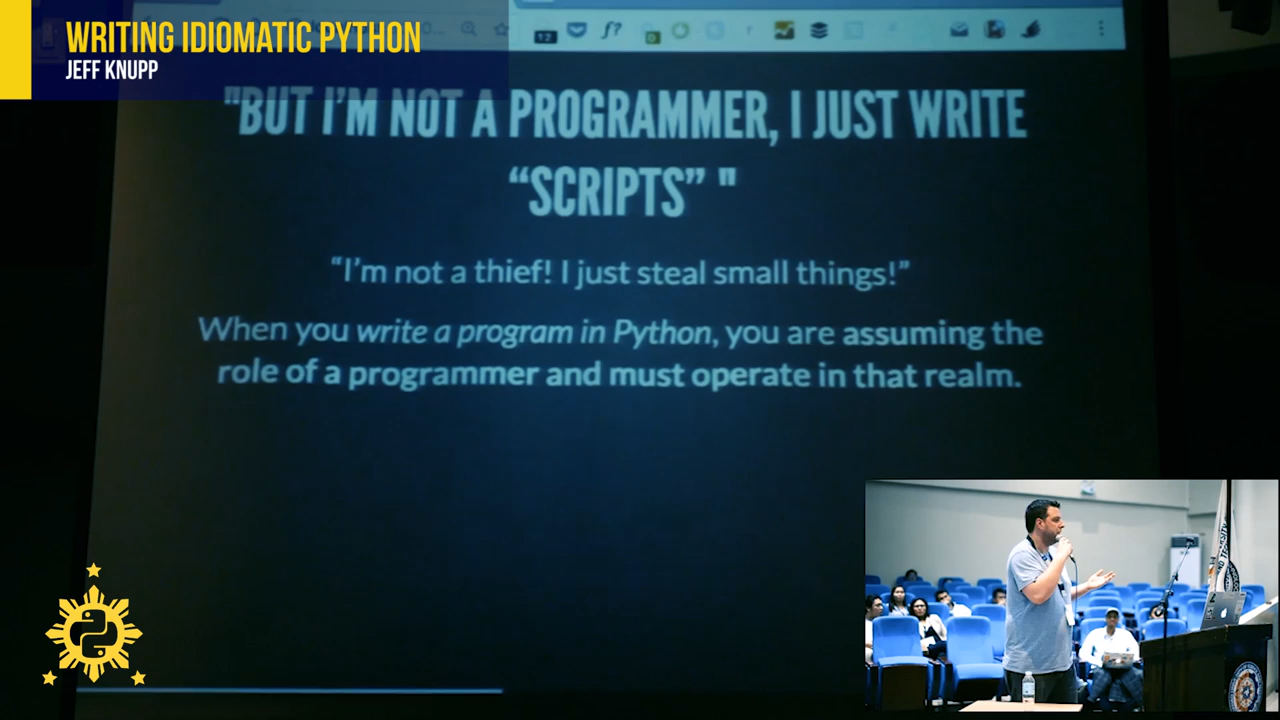 WRITING IDIOMATIC PYTHON
JEFF KNUPP
12
f?
"BUT I’M NOT A PROGRAMMER, I JUST WRITE
“SCRIPTS” "
“I’m not a thief! I just steal small things!”
When you write a program in Python, you are assuming the
role of a programmer and must operate in that realm.